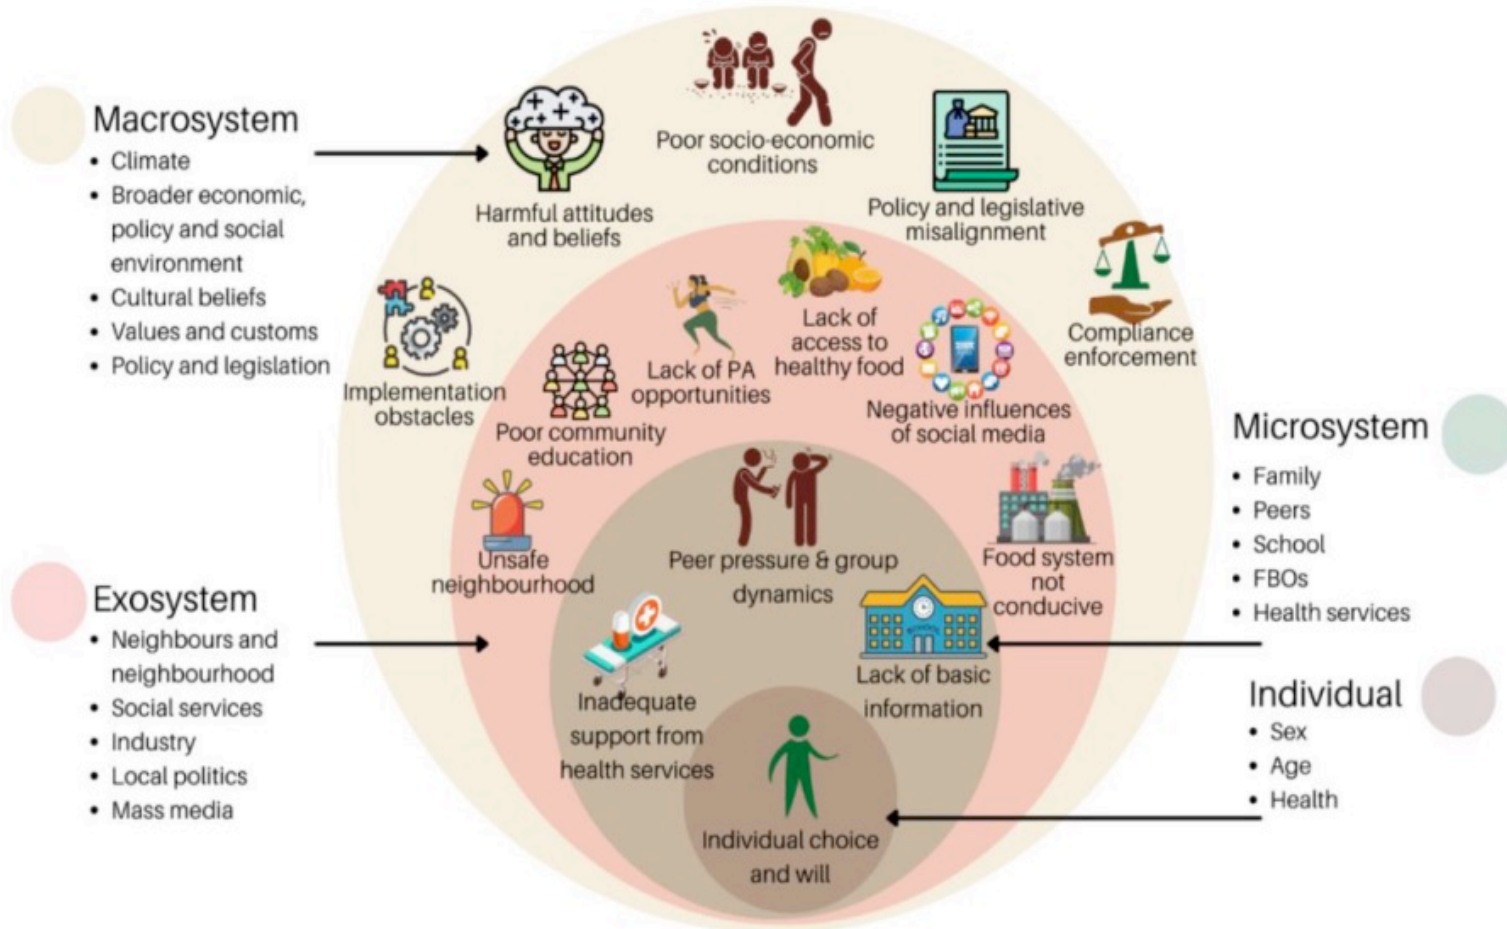 Macrosystem
• Climate
• Broader economic,
policy and social
environment
• Cultural beliefs
• Values and customs
• Policy and legislation
Exosystem
• Neighbours and
neighbourhood
• Social services
• Industry
• Local politics
• Mass media
Poor socio-economic
conditions
Harmful attitudes
and beliefs
Policy and legislative
misalignment
Implementation
obstacles
Compliance
enforcement
Lack of PA
opportunities
Lack of
access to
healthy food
Poor community
education
Negative influences
of social media
Unsafe
neighbourhood
Food system
not
conducive
Peer pressure & group
dynamics
SCHOOL
Inadequate
support from
health services
Lack of basic
information
Individual choice
and will
Microsystem
• Family
• Peers
• School
• FBOs
• Health services
Individual
• Sex
• Age
• Health